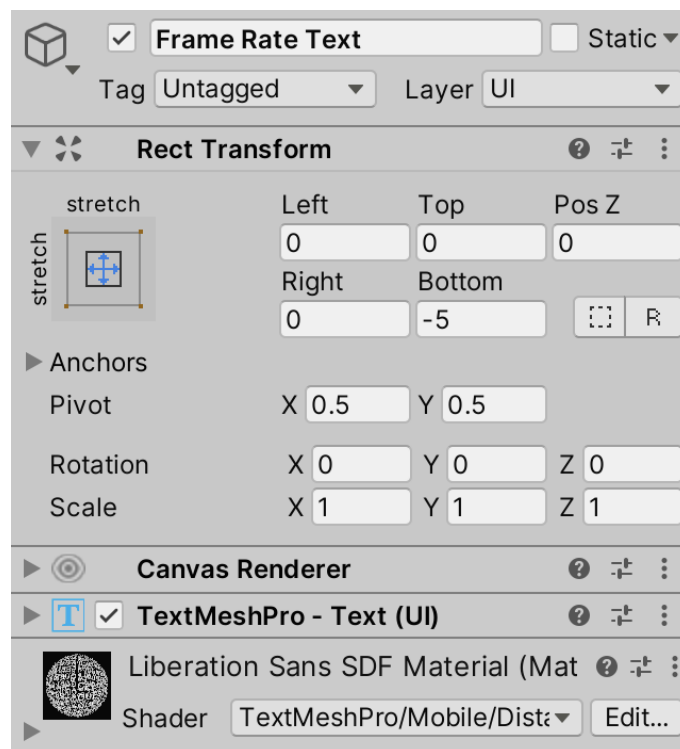 Frame Rate Text
Static
Tag Untagged Layer UI
Rect Transform
stretch
stretch
Left Top Pos Z
0 0 0
Right Bottom
0 -5 R
Anchors
Pivot X 0.5 Y 0.5
Rotation X 0 Y 0 Z 0
Scale X 1 Y 1 Z 1
Canvas Renderer
T TextMeshPro - Text (UI)
Liberation Sans SDF Material (Mat
Shader TextMeshPro/Mobile/Dista Edit...